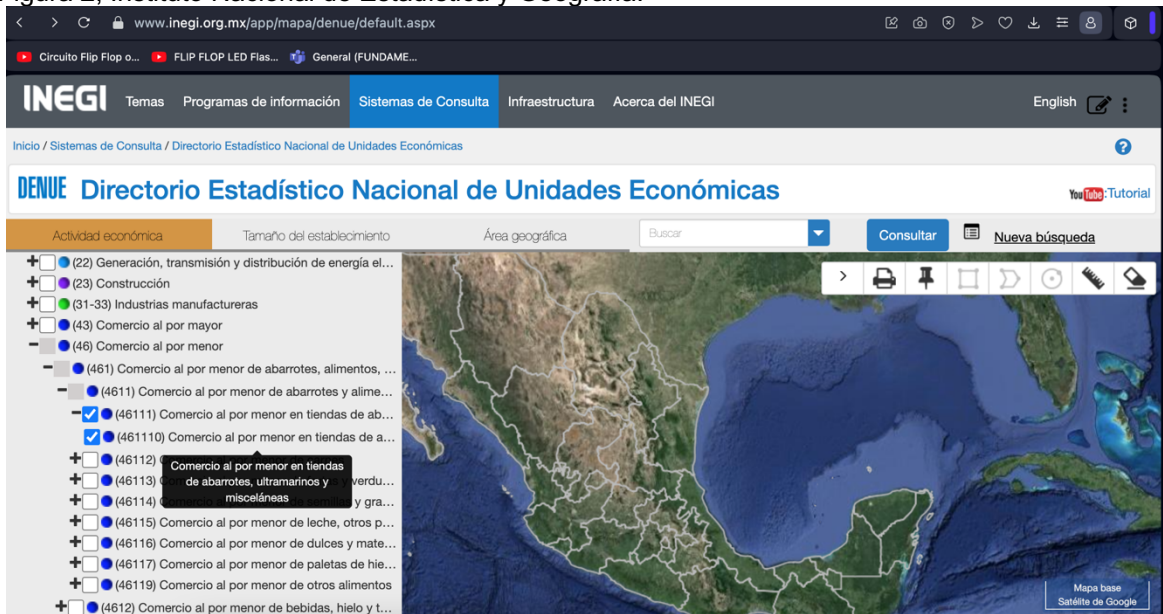 Figura 2, Instituto Nacional de Estadística y Geografía.
www.inegi.org.mx/app/mapa/denue/default.aspx
Circuito Flip Flop o... FLIP FLOP LED Flas... General (FUNDAME...
INEGI Temas Programas de información Sistemas de Consulta Infraestructura Acerca del INEGI English
Inicio / Sistemas de Consulta / Directorio Estadístico Nacional de Unidades Económicas
DENUE Directorio Estadístico Nacional de Unidades Económicas YouTube:Tutorial
Actividad económica Tamaño del establecimiento Área geográfica Buscar Consultar Nueva búsqueda
(22) Generación, transmisión y distribución de energía el...
(23) Construcción
(31-33) Industrias manufactureras
(43) Comercio al por mayor
(46) Comercio al por menor
(461) Comercio al por menor de abarrotes, alimentos, ...
(4611) Comercio al por menor de abarrotes y alime...
(46111) Comercio al por menor en tiendas de ab...
(461110) Comercio al por menor en tiendas de a...
(46112)
Comercio al por menor en tiendas
de abarrotes, ultramarinos y
misceláneas
(46113) y verdu...
(46114) y gra...
(46115) Comercio al por menor de leche, otros p...
(46116) Comercio al por menor de dulces y mate...
(46117) Comercio al por menor de paletas de hie...
(46119) Comercio al por menor de otros alimentos
(4612) Comercio al por menor de bebidas, hielo y t...
Mapa base
Satélite de Google